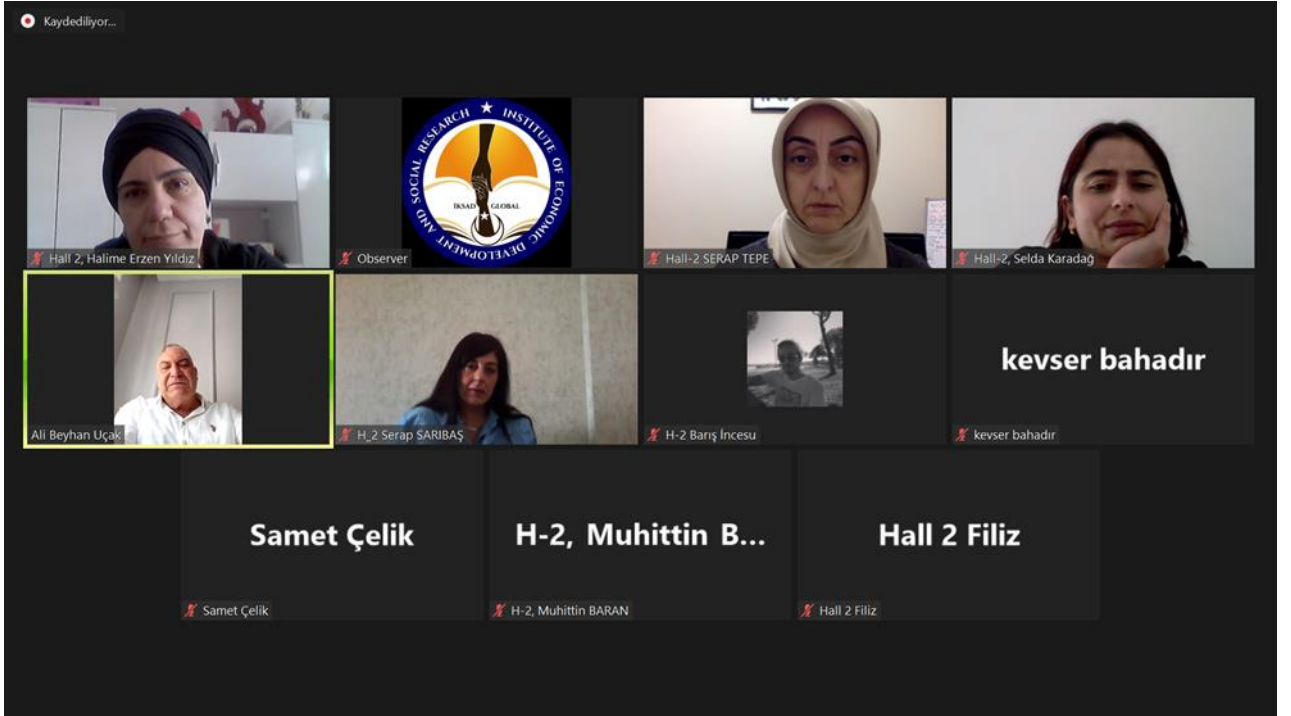 Kaydediliyor...
Hall 2, Halime Erzen Yıldız
INSTITUTE OF ECONOMIC DEVELOPMENT AND SOCIAL RESEARCH
İKSAD GLOBAL
Observer
Hall-2 SERAP TEPE
Hall-2, Selda Karadağ
Ali Beyhan Uçak
H_2 Serap SARIBAŞ
H-2 Barış İncesu
kevser bahadır
kevser bahadır
Samet Çelik
H-2, Muhittin B...
Hall 2 Filiz
Samet Çelik
H-2, Muhittin BARAN
Hall 2 Filiz